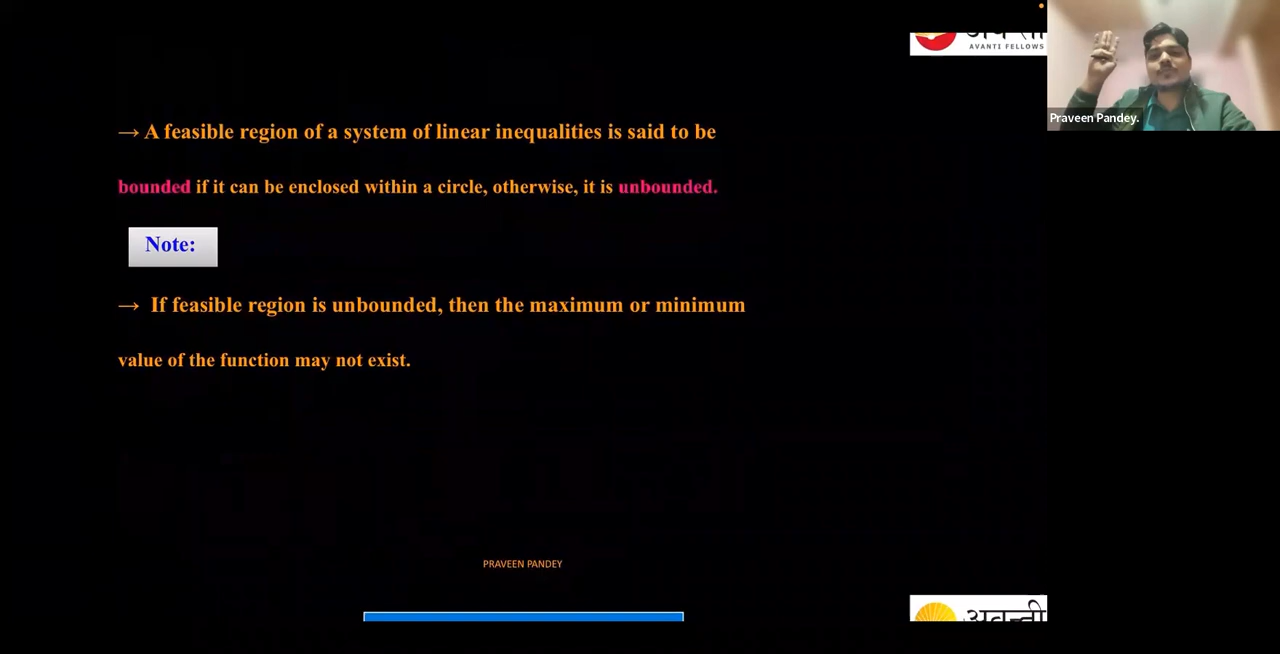 AVANTI FELLOWS
Praveen Pandey.
→ A feasible region of a system of linear inequalities is said to be
bounded if it can be enclosed within a circle, otherwise, it is unbounded.
Note:
→ If feasible region is unbounded, then the maximum or minimum
value of the function may not exist.
PRAVEEN PANDEY
अवन्ती